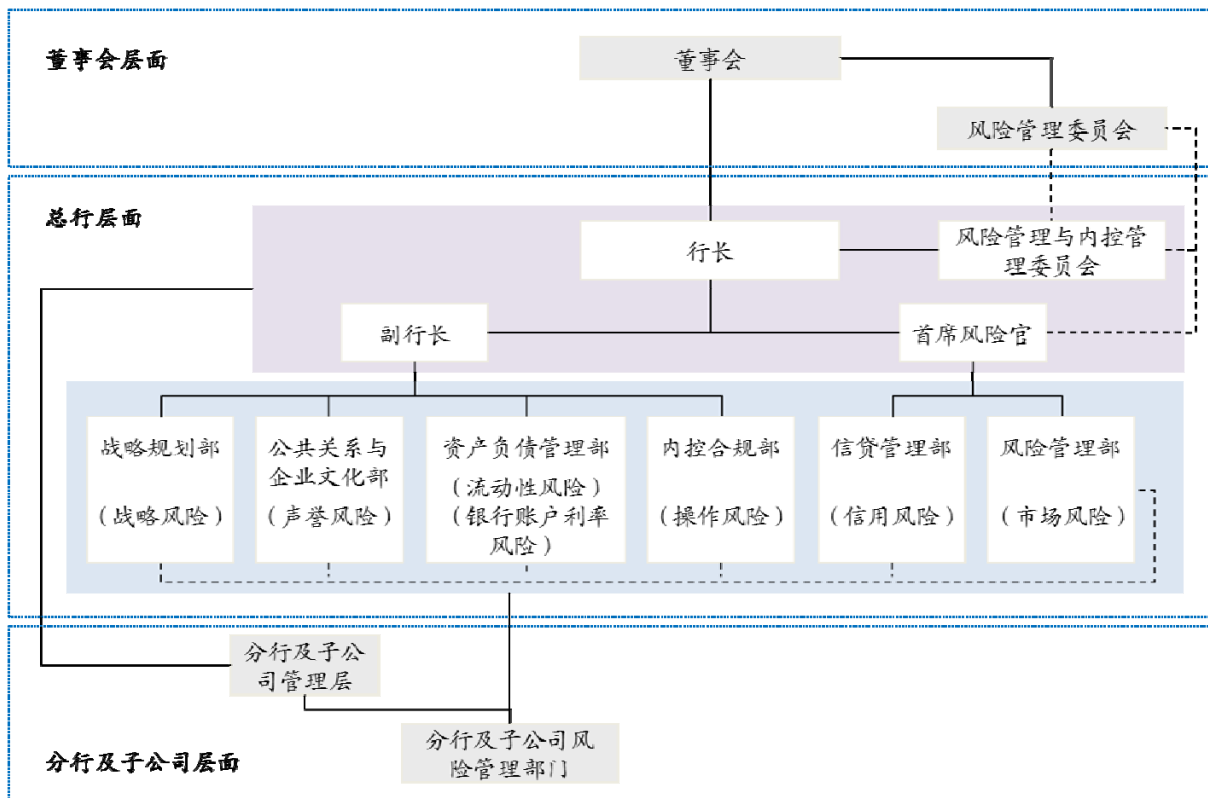 董事会层面
董事会
风险管理委员会
总行层面
行长
风险管理与内控管
理委员会
副行长
首席风险官
战略规划部
（战略风险）
公共关系与
企业文化部
（声誉风险）
资产负债管理部
（流动性风险）
（银行账户利率
风险）
内控合规部
（操作风险）
信贷管理部
（信用风险）
风险管理部
（市场风险）
分行及子公
司管理层
分行及子公司风
险管理部门
分行及子公司层面